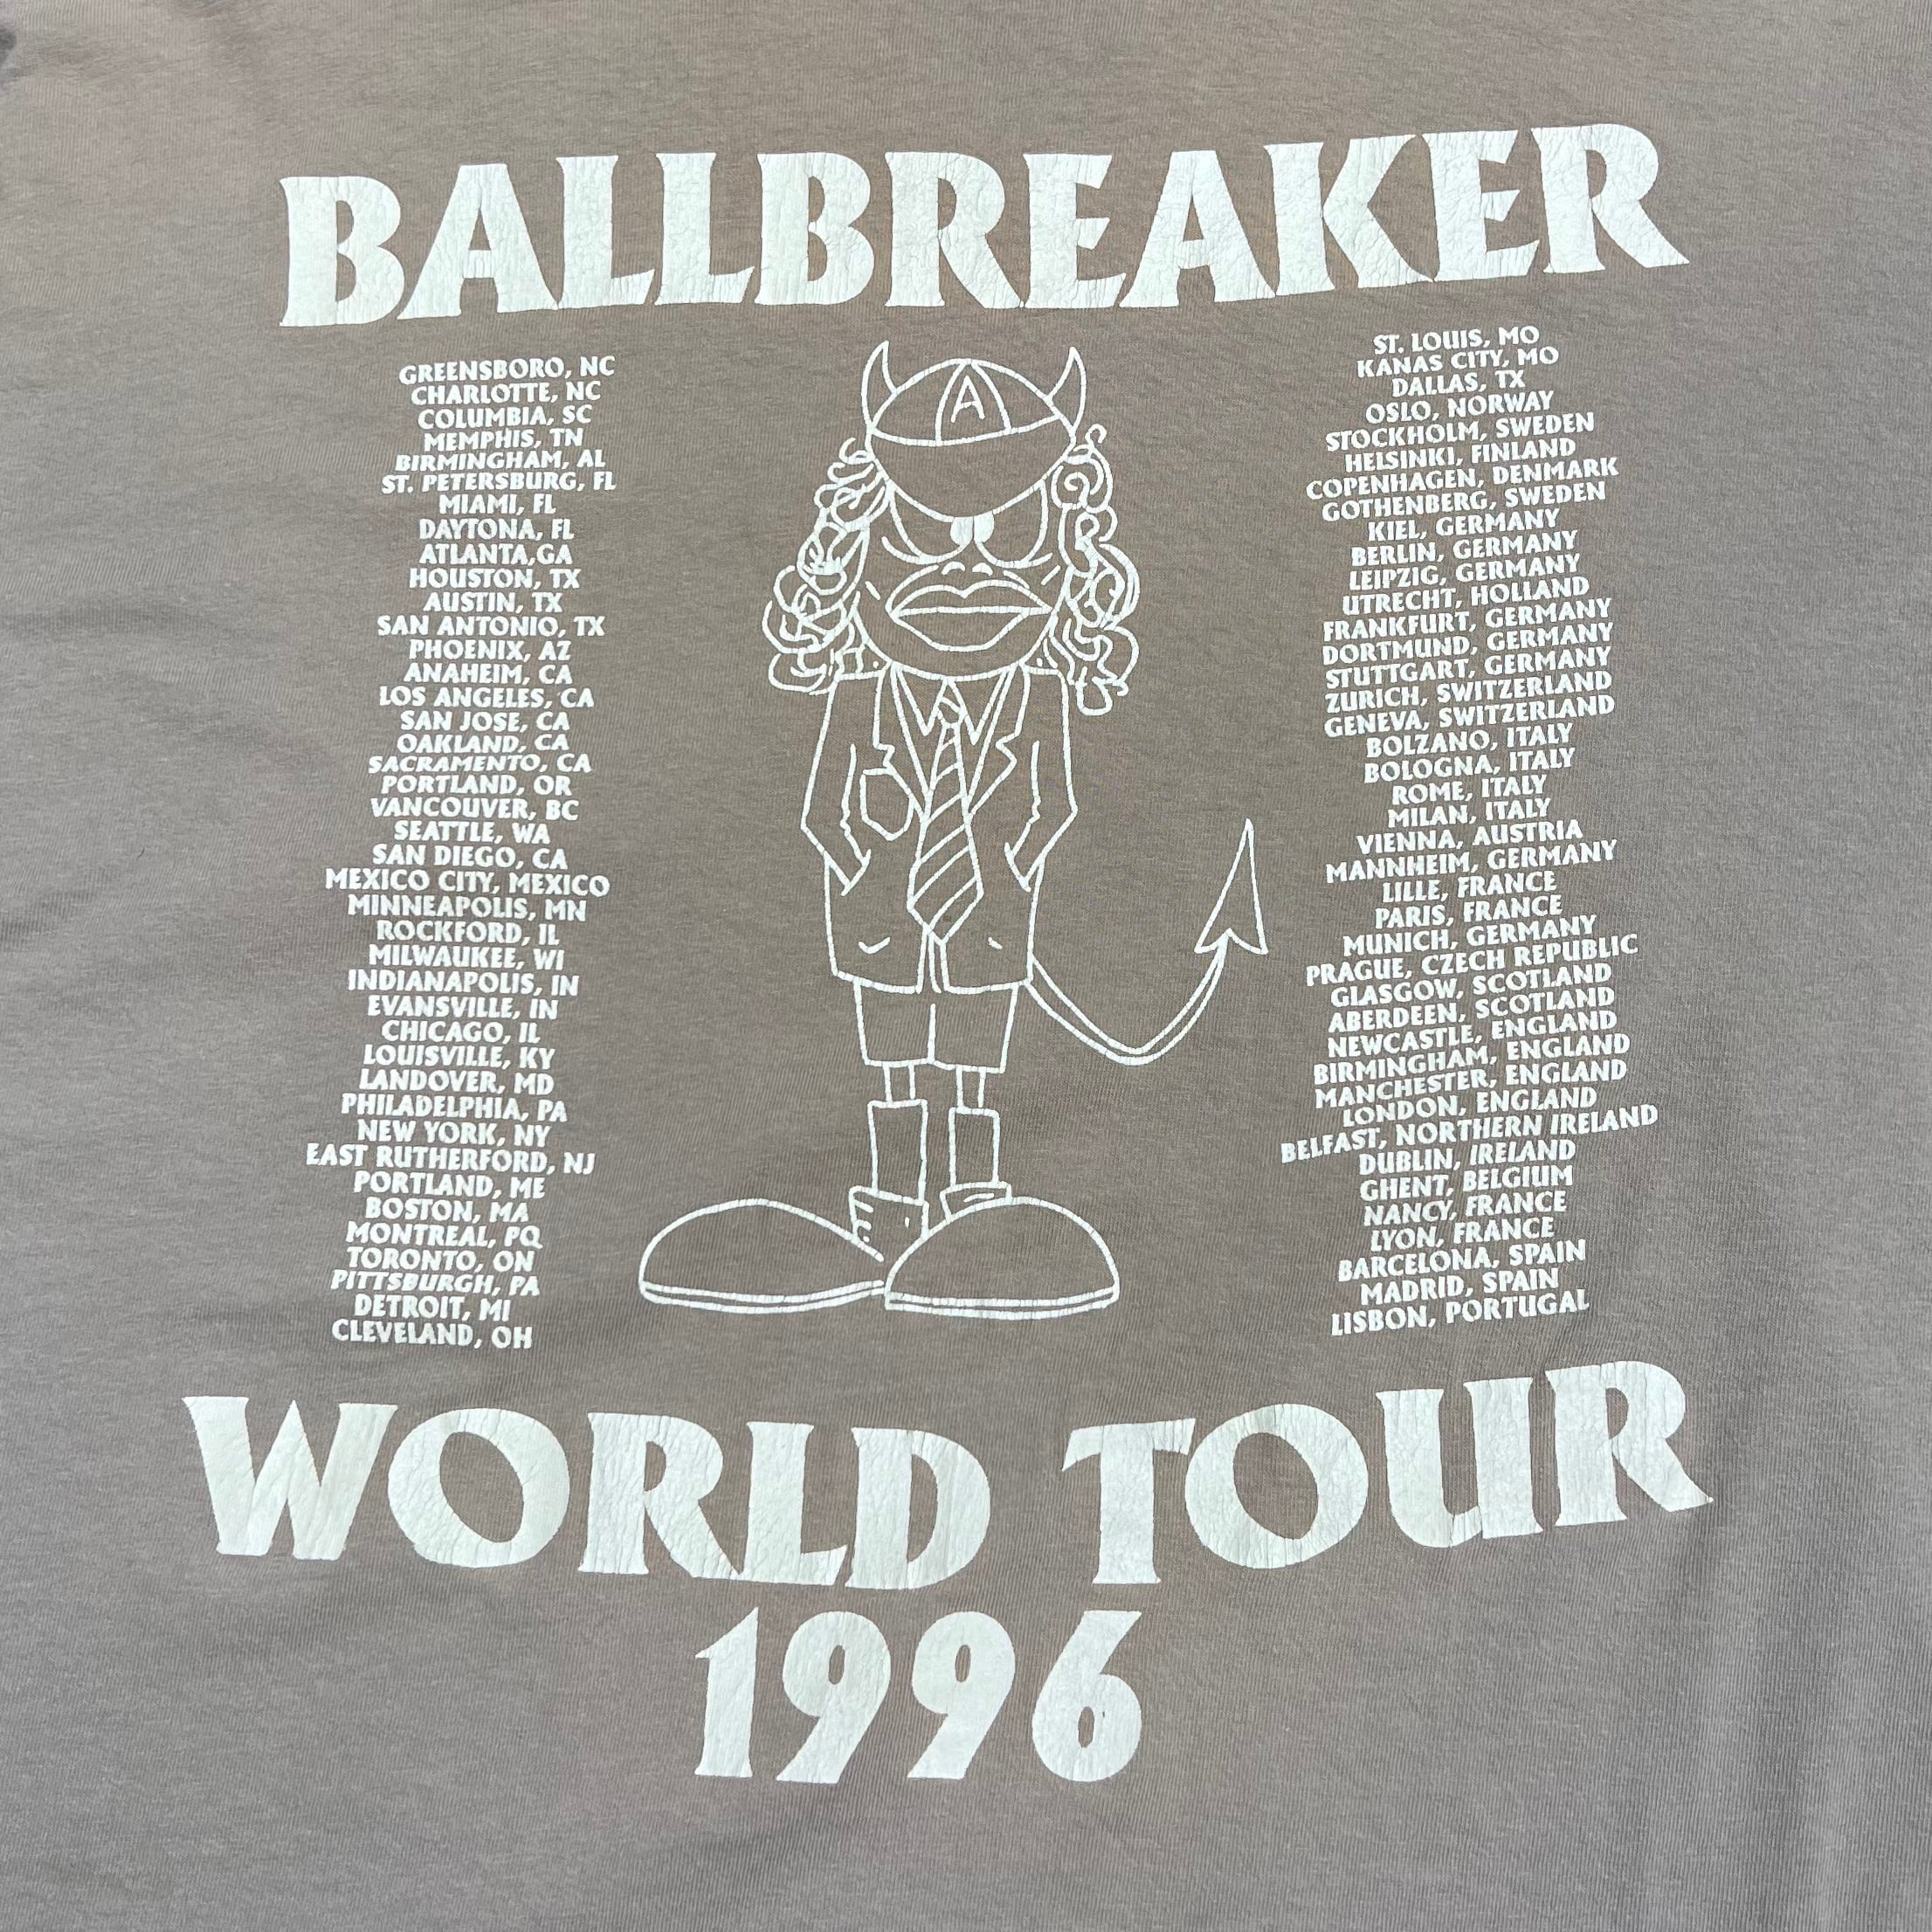 BALLBREAKER
GREENSBORO, NC
CHARLOTTE, NC
COLUMBIA, SC
MEMPHIS, TN
BIRMINGHAM, AL
ST. PETERSBURG, FL
MIAMI, FL
DAYTONA, FL
ATLANTA,GA
HOUSTON, TX
AUSTIN, TX
SAN ANTONIO, TX
PHOENIX, AZ
ANAHEIM, CA
LOS ANGELES, CA
SAN JOSE, CA
OAKLAND, CA
SACRAMENTO, CA
PORTLAND, OR
VANCOUVER, BC
SEATTLE, WA
SAN DIEGO, CA
MEXICO CITY, MEXICO
MINNEAPOLIS, MN
ROCKFORD, IL
MILWAUKEE, WI
INDIANAPOLIS, IN
EVANSVILLE, IN
CHICAGO, IL
LOUISVILLE, KY
LANDOVER, MD
PHILADELPHIA, PA
NEW YORK, NY
EAST RUTHERFORD, NJ
PORTLAND, ME
BOSTON, MA
MONTREAL, PQ
TORONTO, ON
PITTSBURGH, PA
DETROIT, MI
CLEVELAND, OH
A
ST. LOUIS, MO
KANAS CITY, MO
DALLAS, TX
OSLO, NORWAY
STOCKHOLM, SWEDEN
HELSINKI, FINLAND
COPENHAGEN, DENMARK
GOTHENBERG, SWEDEN
KIEL, GERMANY
BERLIN, GERMANY
LEIPZIG, GERMANY
UTRECHT, HOLLAND
FRANKFURT, GERMANY
DORTMUND, GERMANY
STUTTGART, GERMANY
ZURICH, SWITZERLAND
GENEVA, SWITZERLAND
BOLZANO, ITALY
BOLOGNA, ITALY
ROME, ITALY
MILAN, ITALY
VIENNA, AUSTRIA
MANNHEIM, GERMANY
LILLE, FRANCE
PARIS, FRANCE
MUNICH, GERMANY
PRAGUE, CZECH REPUBLIC
GLASGOW, SCOTLAND
ABERDEEN, SCOTLAND
NEWCASTLE, ENGLAND
BIRMINGHAM, ENGLAND
MANCHESTER, ENGLAND
LONDON, ENGLAND
BELFAST, NORTHERN IRELAND
DUBLIN, IRELAND
GHENT, BELGIUM
NANCY, FRANCE
LYON, FRANCE
BARCELONA, SPAIN
MADRID, SPAIN
LISBON, PORTUGAL
WORLD TOUR
1996